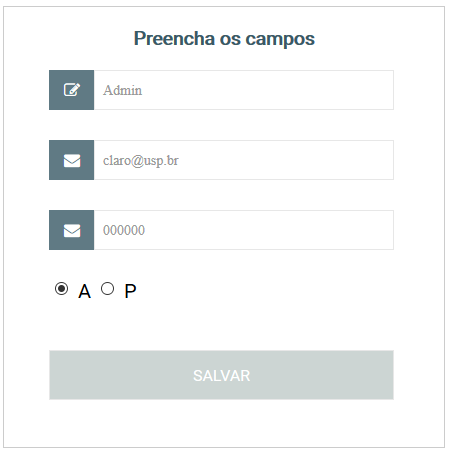 Preencha os campos
Admin
claro@usp.br
000000
A P
SALVAR